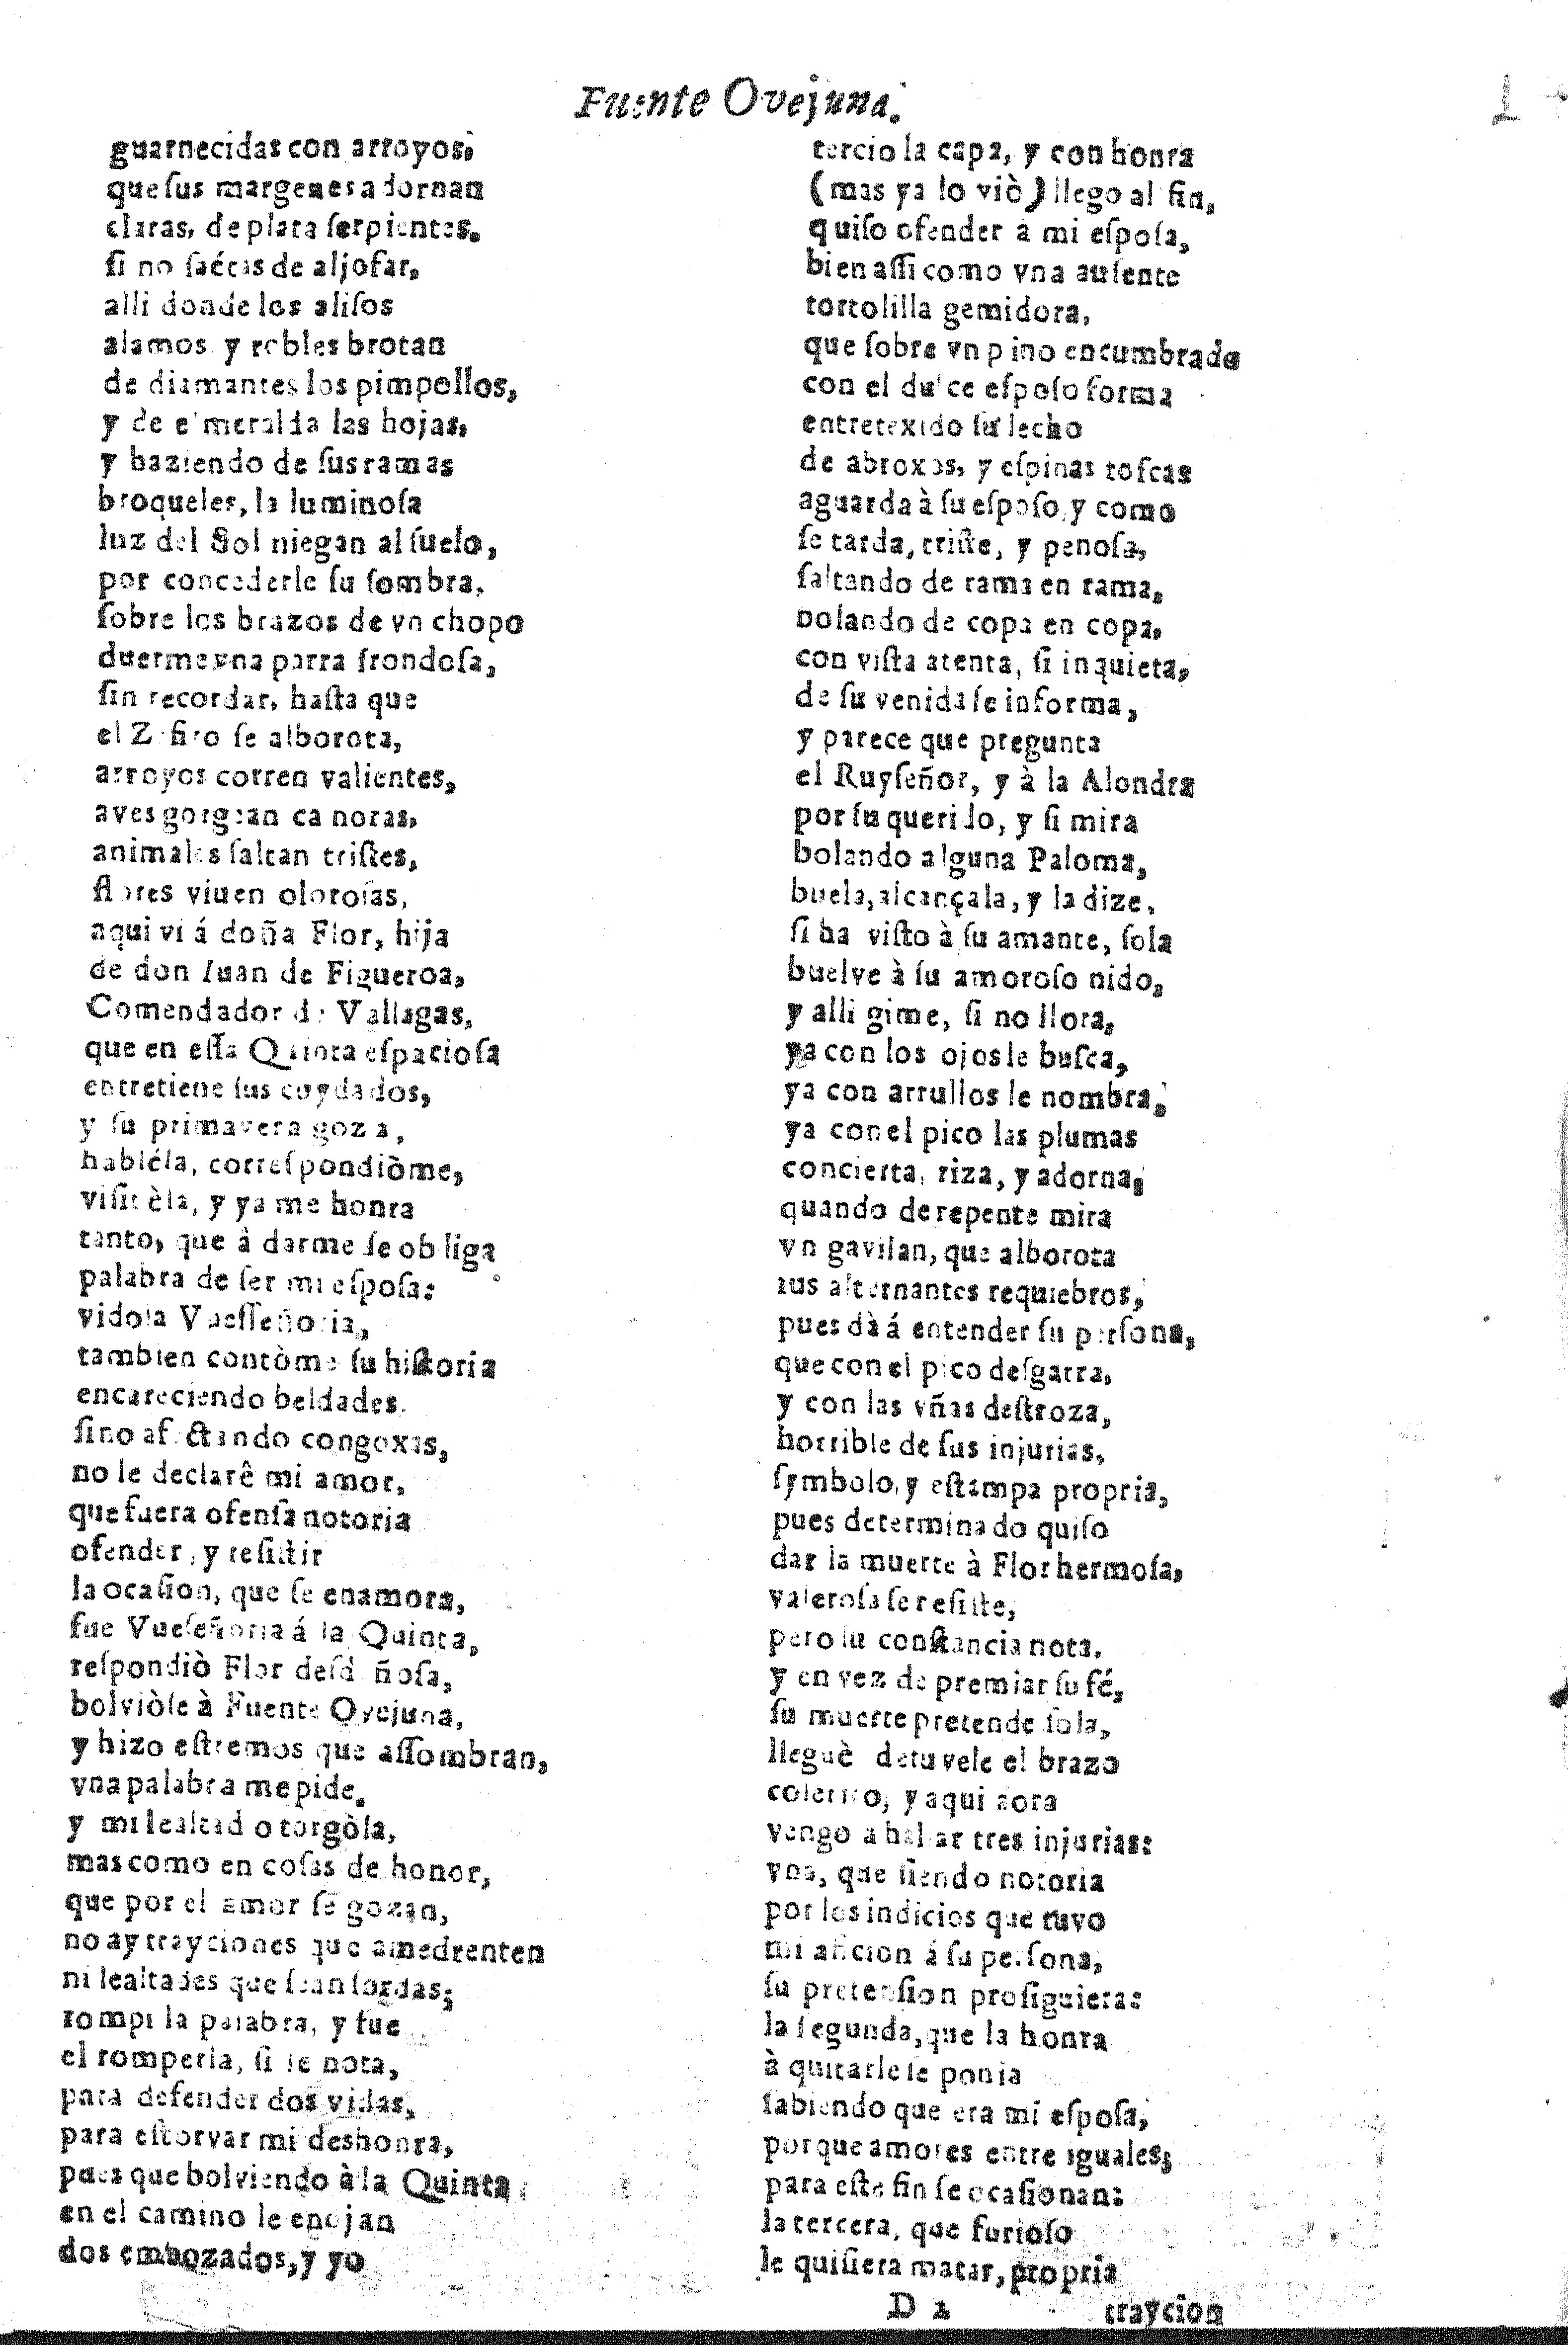 Fuente Ovejuna.
guarnecidas con arroyos,
que ſus margenes adornan
claras, de plata ſerpientes,
ſi no ſaétas de aljofar,
alli donde los aliſos
alamos y robles brotan
de diamantes los pimpollos,
y de eſmeralda las hojas,
y haziendo de ſus ramas
broqueles, la luminoſa
luz del Sol niegan al ſuelo,
por concederle ſu ſombra.
ſobre los brazos de vn chopo
duerme vna parra frondoſa,
ſin recordar, haſta que
el Zefiro ſe alborota,
arroyos corren valientes,
aves gorgean canoras,
animales ſaltan triſtes,
flores viuen oloroſas,
aqui vi á doña Flor, hija
de don Iuan de Figueroa,
Comendador de Vallagas,
que en eſſa Quinta eſpacioſa
entretiene ſus cuydados,
y ſu primavera goza,
habléla, correſpondiòme,
viſitèla, y ya me honra
tanto, que à darme ſe obliga
palabra de ſer mi eſpoſa:
vidola Vueſſeñoria,
tambien contòme ſu hiſtoria
encareciendo beldades.
ſino afectando congoxas,
no le declarê mi amor,
que fuera ofenſa notoria
ofender, y reſiſtir
la ocaſion, que ſe enamora,
fue Vueſeñoria á la Quinta,
reſpondiò Flor deſdeñoſa,
bolviòſe à Fuente Ovejuna,
y hizo eſtremos que aſſombran,
vna palabra me pide,
y mi lealtad otorgòla,
mas como en coſas de honor,
que por el amor ſe gozan,
no ay trayciones que amedrenten
ni lealtades que ſean ſordas;
rompi la palabra, y fue
el romperla, ſi ſe nota,
para defender dos vidas,
para eſtorvar mi deshonra,
pues que bolviendo à la Quinta
en el camino le enojan
dos embozados, y yo
tercio la capa, y con honra
(mas ya lo viò) llego al fin,
quiſo ofender à mi eſpoſa,
bien aſſi como vna auſente
tortolilla gemidora,
que ſobre vn pino encumbrado
con el dulce eſpoſo forma
entretexido ſu lecho
de abroxos, y eſpinas toſcas
aguarda à ſu eſpoſo, y como
ſe tarda, triſte, y penoſa,
ſaltando de rama en rama,
bolando de copa en copa,
con viſta atenta, ſi inquieta,
de ſu venida ſe informa,
y parece que pregunta
el Ruyſeñor, y à la Alondra
por ſu querido, y ſi mira
bolando alguna Paloma,
buela, alcançala, y la dize,
ſi ha viſto à ſu amante, ſola
buelve à ſu amoroſo nido,
y alli gime, ſi no llora,
ya con los ojos le buſca,
ya con arrullos le nombra,
ya con el pico las plumas
concierta, riza, y adorna,
quando de repente mira
vn gavilan, que alborota
ſus alternantes requiebros,
pues dà á entender ſu perſona,
que con el pico deſgarra,
y con las vñas deſtroza,
horrible de ſus injurias,
ſymbolo, y eſtampa propria,
pues determinado quiſo
dar la muerte à Flor hermoſa,
valeroſa ſe reſiſte,
pero ſu conſtancia nota,
y en vez de premiar ſu fé,
ſu muerte pretende ſola,
lleguè detuvele el brazo
colerico, y aqui aora
vengo a hallar tres injurias:
vna, que ſiendo notoria
por los indicios que tuvo
mi aficion á ſu perſona,
ſu pretenſion proſiguiera:
la ſegunda, que la honra
à quitarle ſe ponia
ſabiendo que era mi eſpoſa,
porque amores entre iguales;
para eſte fin ſe ocaſionan:
la tercera, que furioſo
le quiſiera matar, propria
D 2
traycion